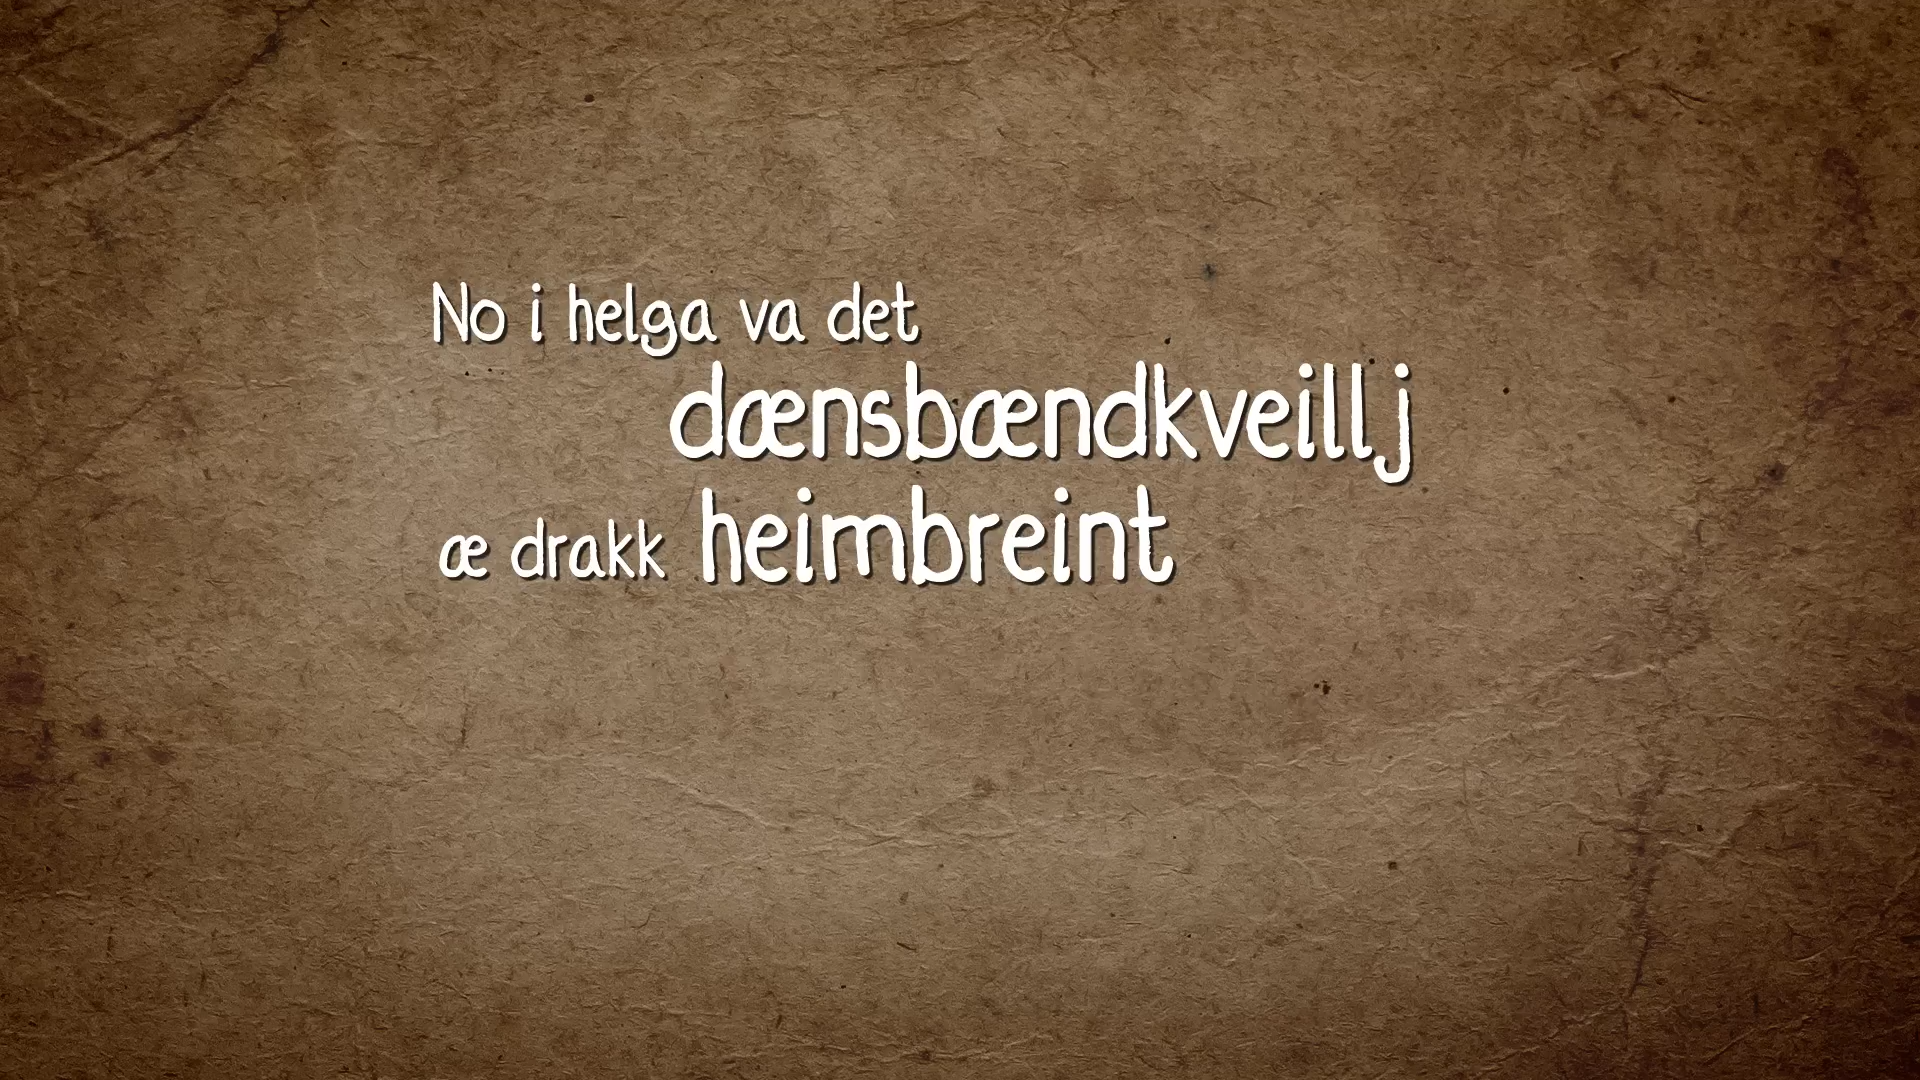 No i helga va det
dænsbændkveillj
æ drakk heimbreint